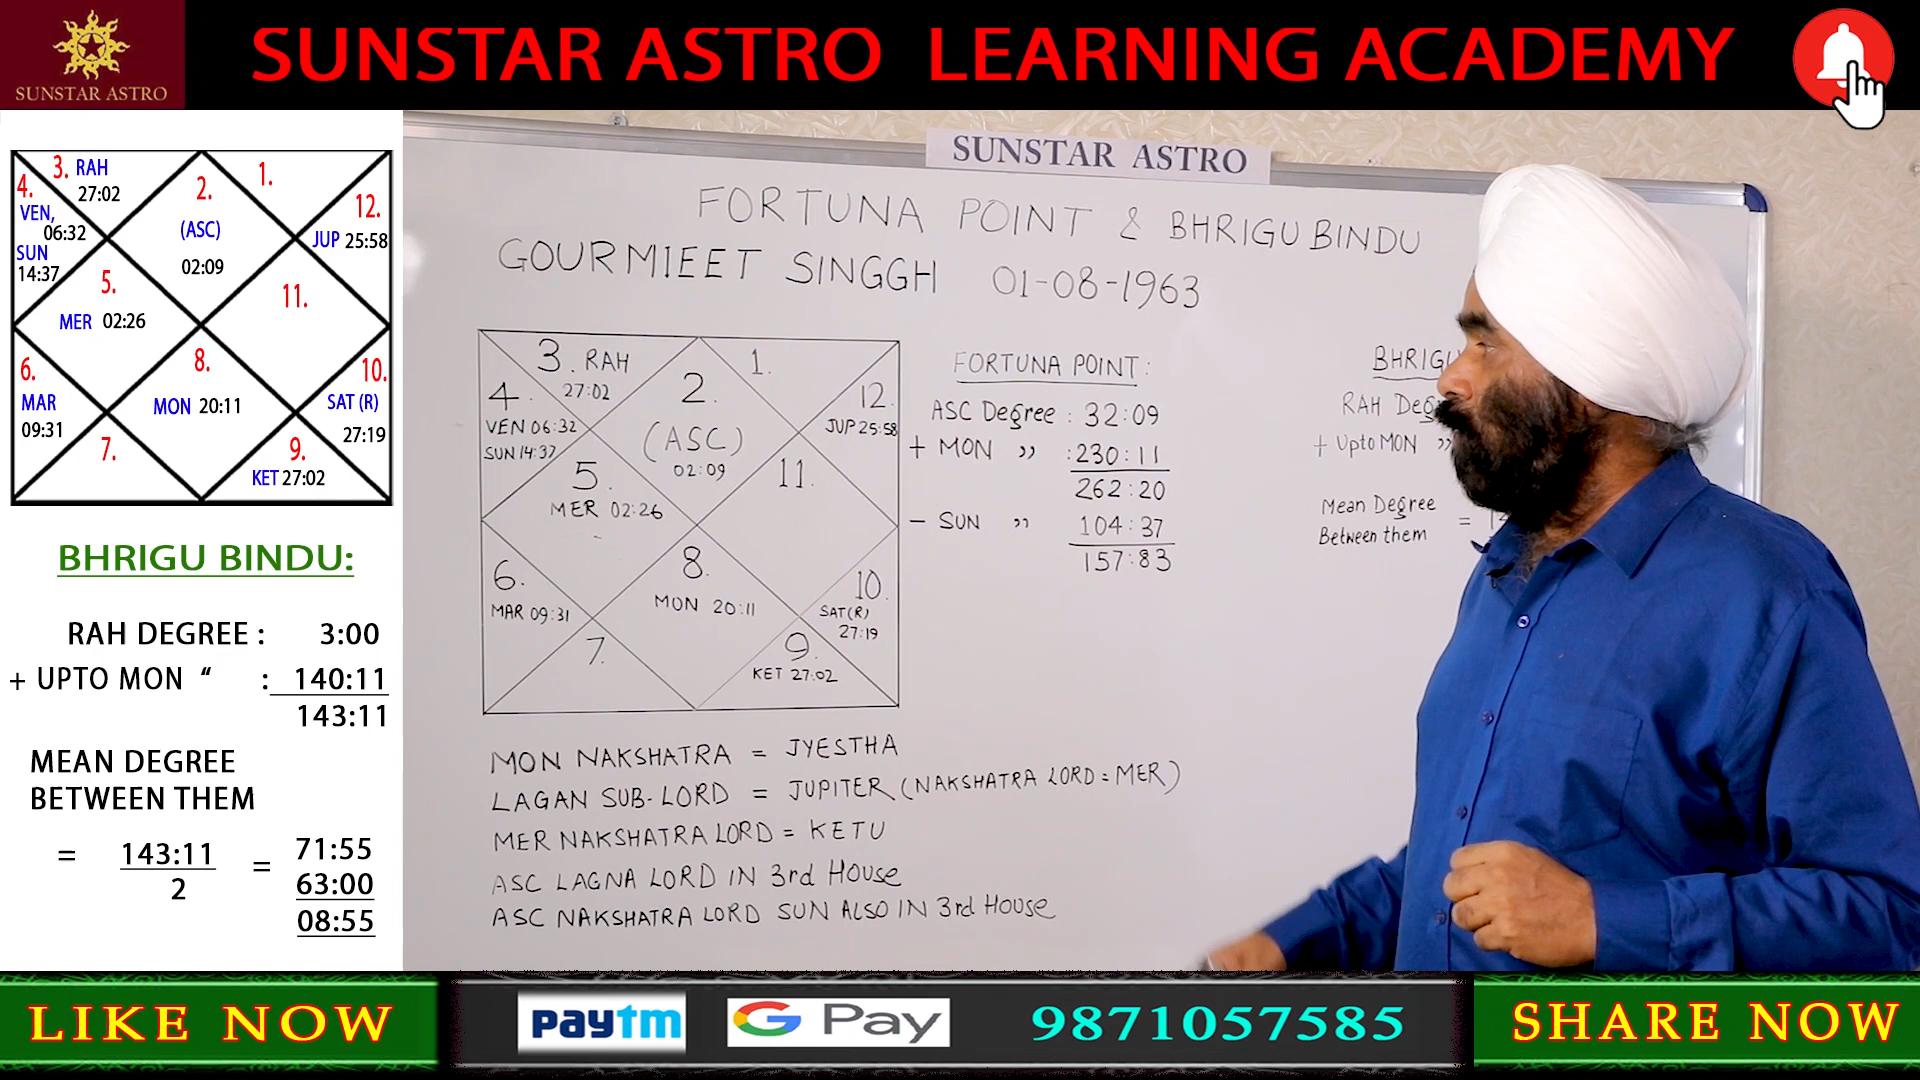 SUNSTAR ASTRO LEARNING ACADEMY
SUNSTAR ASTRO
3. RAH
27:02
4.
VEN,
06:32
SUN
14:37
2.
(ASC)
02:09
1.
12.
JUP 25:58
5.
MER 02:26
11.
6.
MAR
09:31
8.
MON 20:11
10.
SAT (R)
27:19
7.
9.
KET 27:02
BHRIGU BINDU:
RAH DEGREE : 3:00
+ UPTO MON “ : 140:11
143:11
MEAN DEGREE
BETWEEN THEM
= 143:11 = 71:55
2 63:00
08:55
SUNSTAR ASTRO
FORTUNA POINT & BHRIGU BINDU
GOURMIEET SINGGH 01-08-1963
3. RAH
27:02
4.
VEN 06:32
SUN 14:37
2.
(ASC)
02:09
1.
12.
JUP 25:58
5.
MER 02:26
11.
6.
MAR 09:31
8.
MON 20:11
10.
SAT(R)
27:19
7.
9.
KET 27:02
FORTUNA POINT :
ASC Degree : 32:09
+ MON ” : 230:11
262:20
- SUN ” 104:37
157:83
BHRIGU
RAH Deg
+ Upto MON ”
Mean Degree
Between them =
MON NAKSHATRA = JYESTHA
LAGAN SUB-LORD = JUPITER (NAKSHATRA LORD = MER)
MER NAKSHATRA LORD = KETU
ASC LAGNA LORD IN 3rd House
ASC NAKSHATRA LORD SUN ALSO IN 3rd House
LIKE NOW
paytm
G Pay
9871057585
SHARE NOW